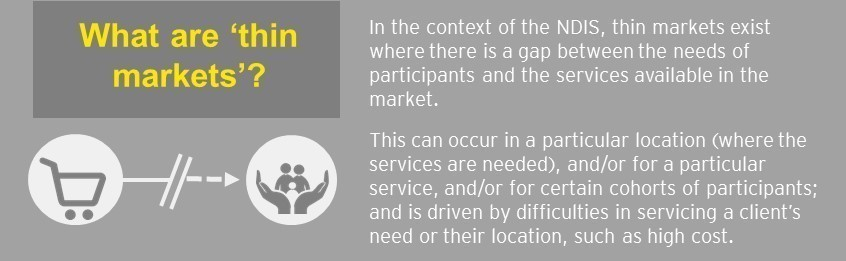 What are ‘thin
markets’?
In the context of the NDIS, thin markets exist
where there is a gap between the needs of
participants and the services available in the
market.
This can occur in a particular location (where the
services are needed), and/or for a particular
service, and/or for certain cohorts of participants;
and is driven by difficulties in servicing a client’s
need or their location, such as high cost.